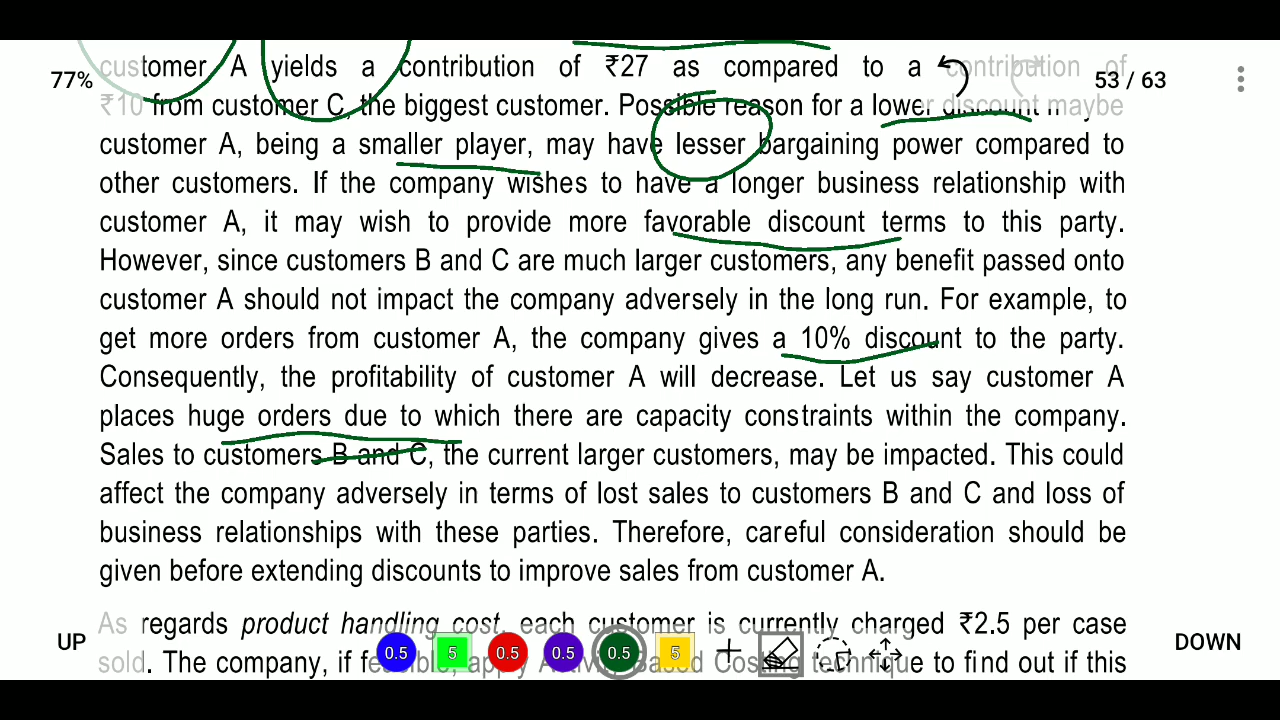 customer A yields a contribution of ₹27 as compared to a contribution of
77%
53 / 63
₹10 from customer C, the biggest customer. Possible reason for a lower discount maybe
customer A, being a smaller player, may have lesser bargaining power compared to
other customers. If the company wishes to have a longer business relationship with
customer A, it may wish to provide more favorable discount terms to this party.
However, since customers B and C are much larger customers, any benefit passed onto
customer A should not impact the company adversely in the long run. For example, to
get more orders from customer A, the company gives a 10% discount to the party.
Consequently, the profitability of customer A will decrease. Let us say customer A
places huge orders due to which there are capacity constraints within the company.
Sales to customers B and C, the current larger customers, may be impacted. This could
affect the company adversely in terms of lost sales to customers B and C and loss of
business relationships with these parties. Therefore, careful consideration should be
given before extending discounts to improve sales from customer A.
As regards product handling cost, each customer is currently charged ₹2.5 per case
UP
DOWN
0.5 5 0.5 0.5 0.5 5
sold. The company, if feasible, apply Activity Based Costing technique to find out if this